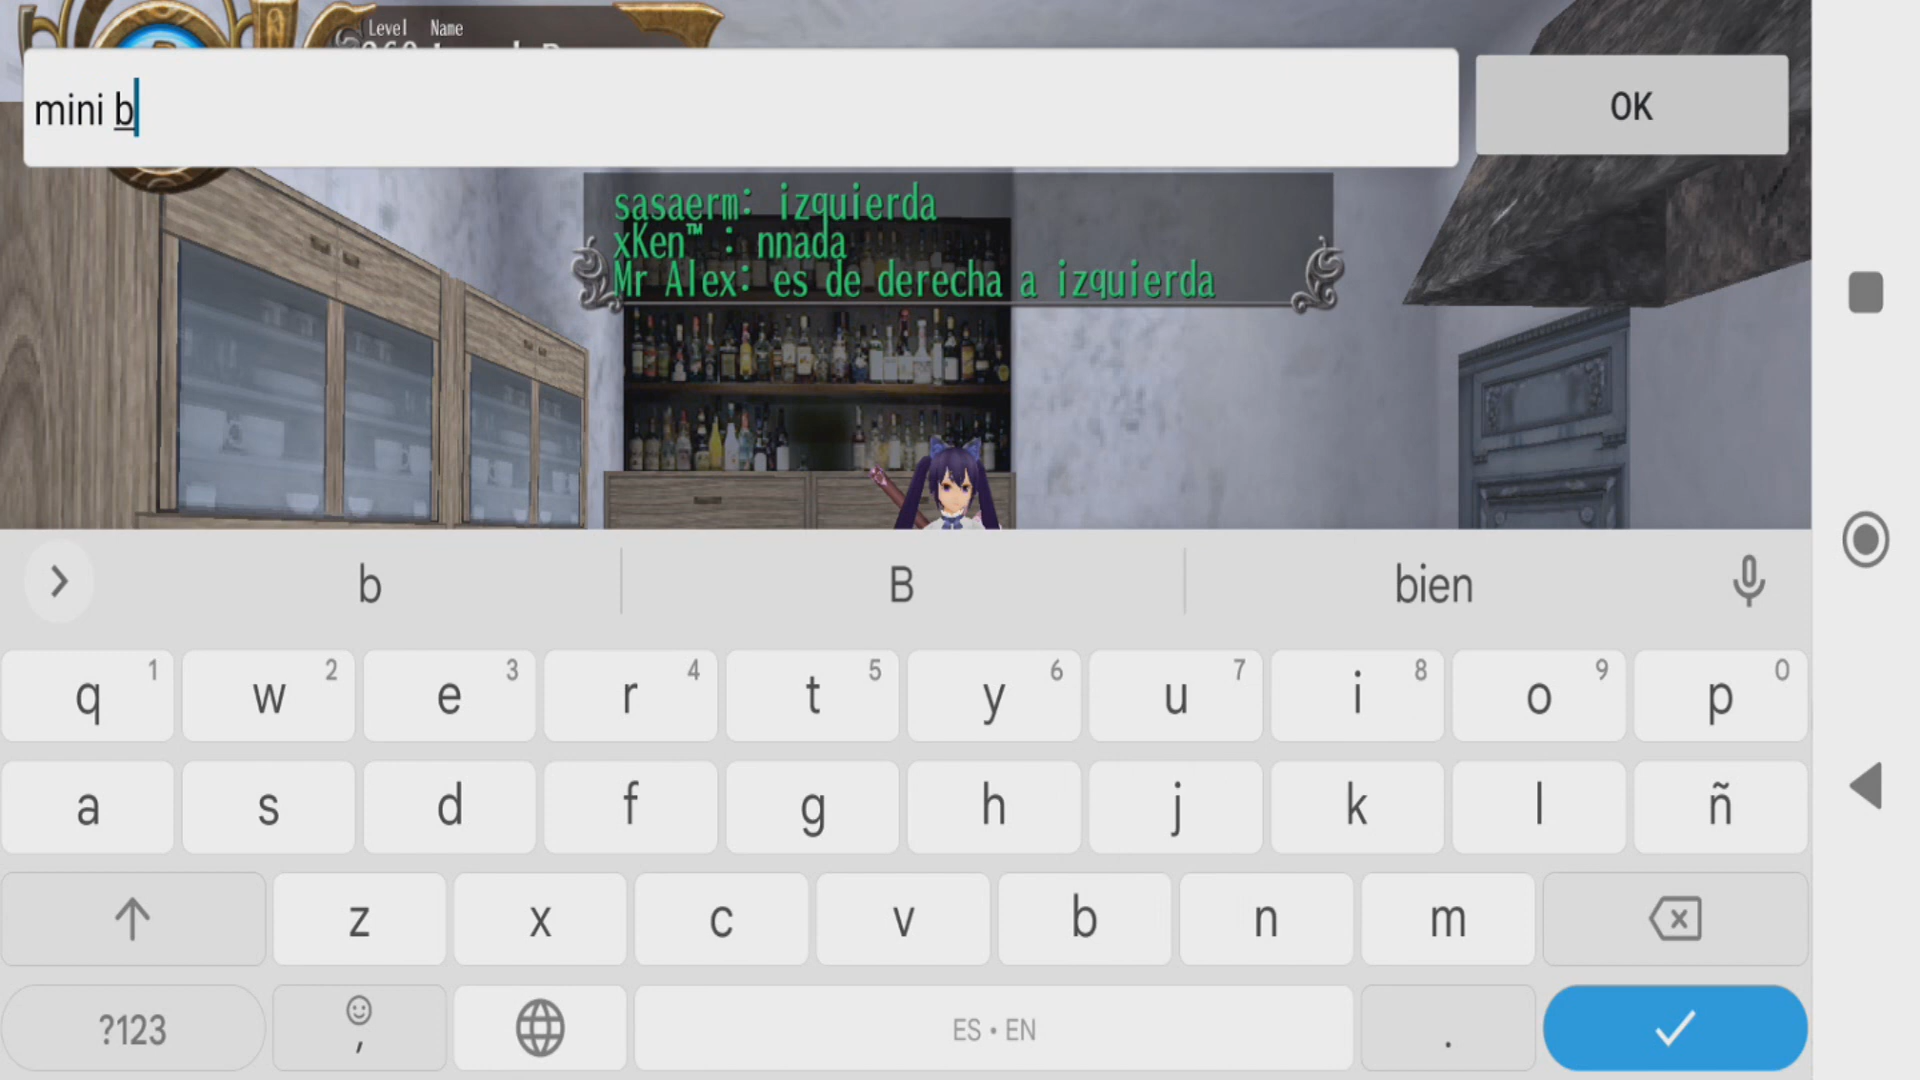 Level Name
mini b
OK
sasaerm: izquierda
xKen™ : nnada
Mr Alex: es de derecha a izquierda
b B bien
q 1 w 2 e 3 r 4 t 5 y 6 u 7 i 8 o 9 p 0
a s d f g h j k l ñ
z x c v b n m
?123 , ES • EN .